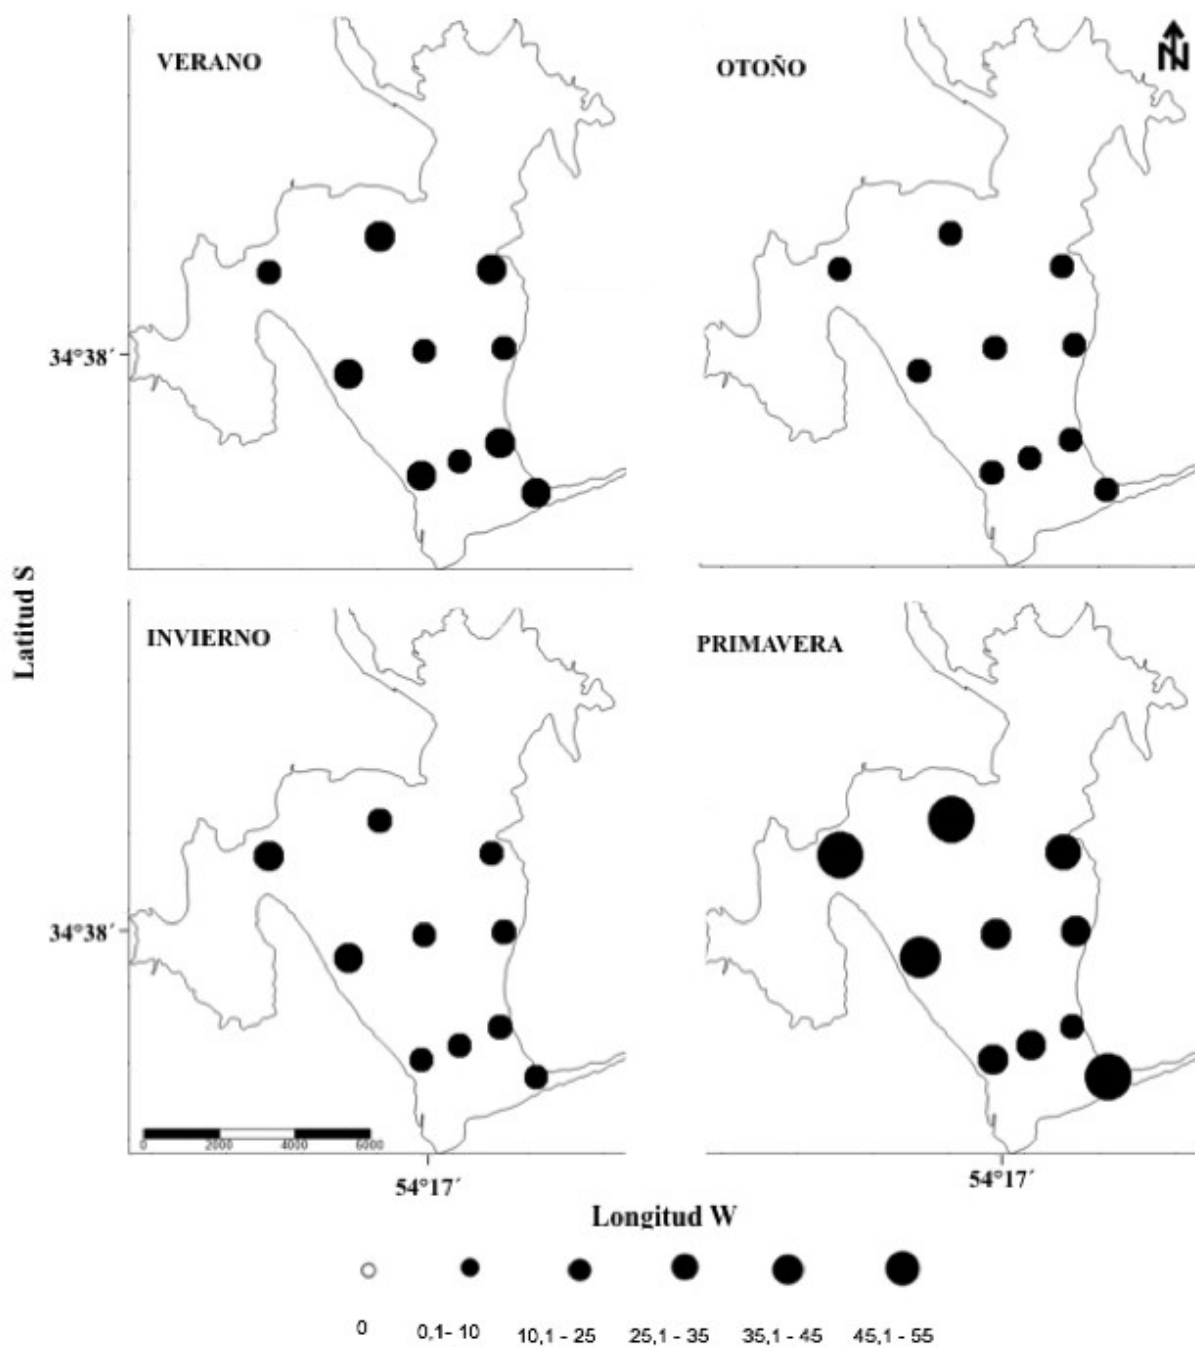 VERANO
OTOÑO
N
34°38´
INVIERNO
PRIMAVERA
34°38´
Latitud S
0 2000 4000 6000
54°17´
54°17´
Longitud W
0 0,1- 10 10,1 - 25 25,1 - 35 35,1 - 45 45,1 - 55